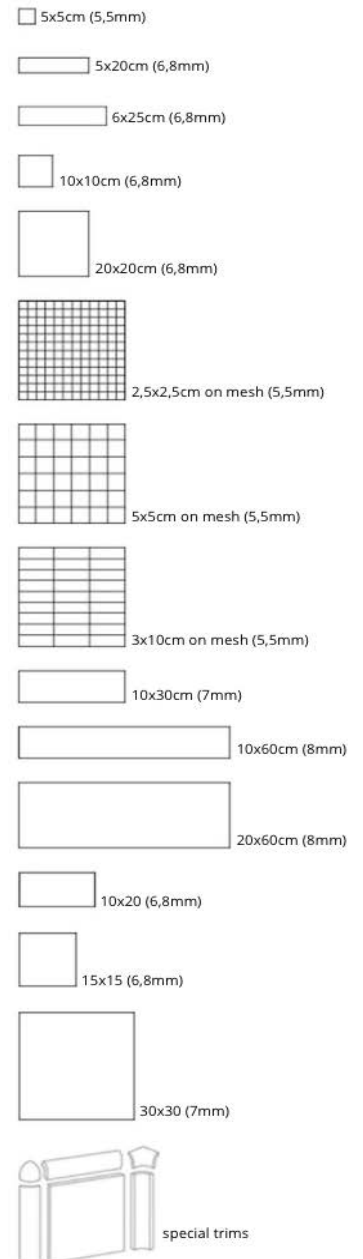 5x5cm (5,5mm)
5x20cm (6,8mm)
6x25cm (6,8mm)
10x10cm (6,8mm)
20x20cm (6,8mm)
2,5x2,5cm on mesh (5,5mm)
5x5cm on mesh (5,5mm)
3x10cm on mesh (5,5mm)
10x30cm (7mm)
10x60cm (8mm)
20x60cm (8mm)
10x20 (6,8mm)
15x15 (6,8mm)
30x30 (7mm)
special trims